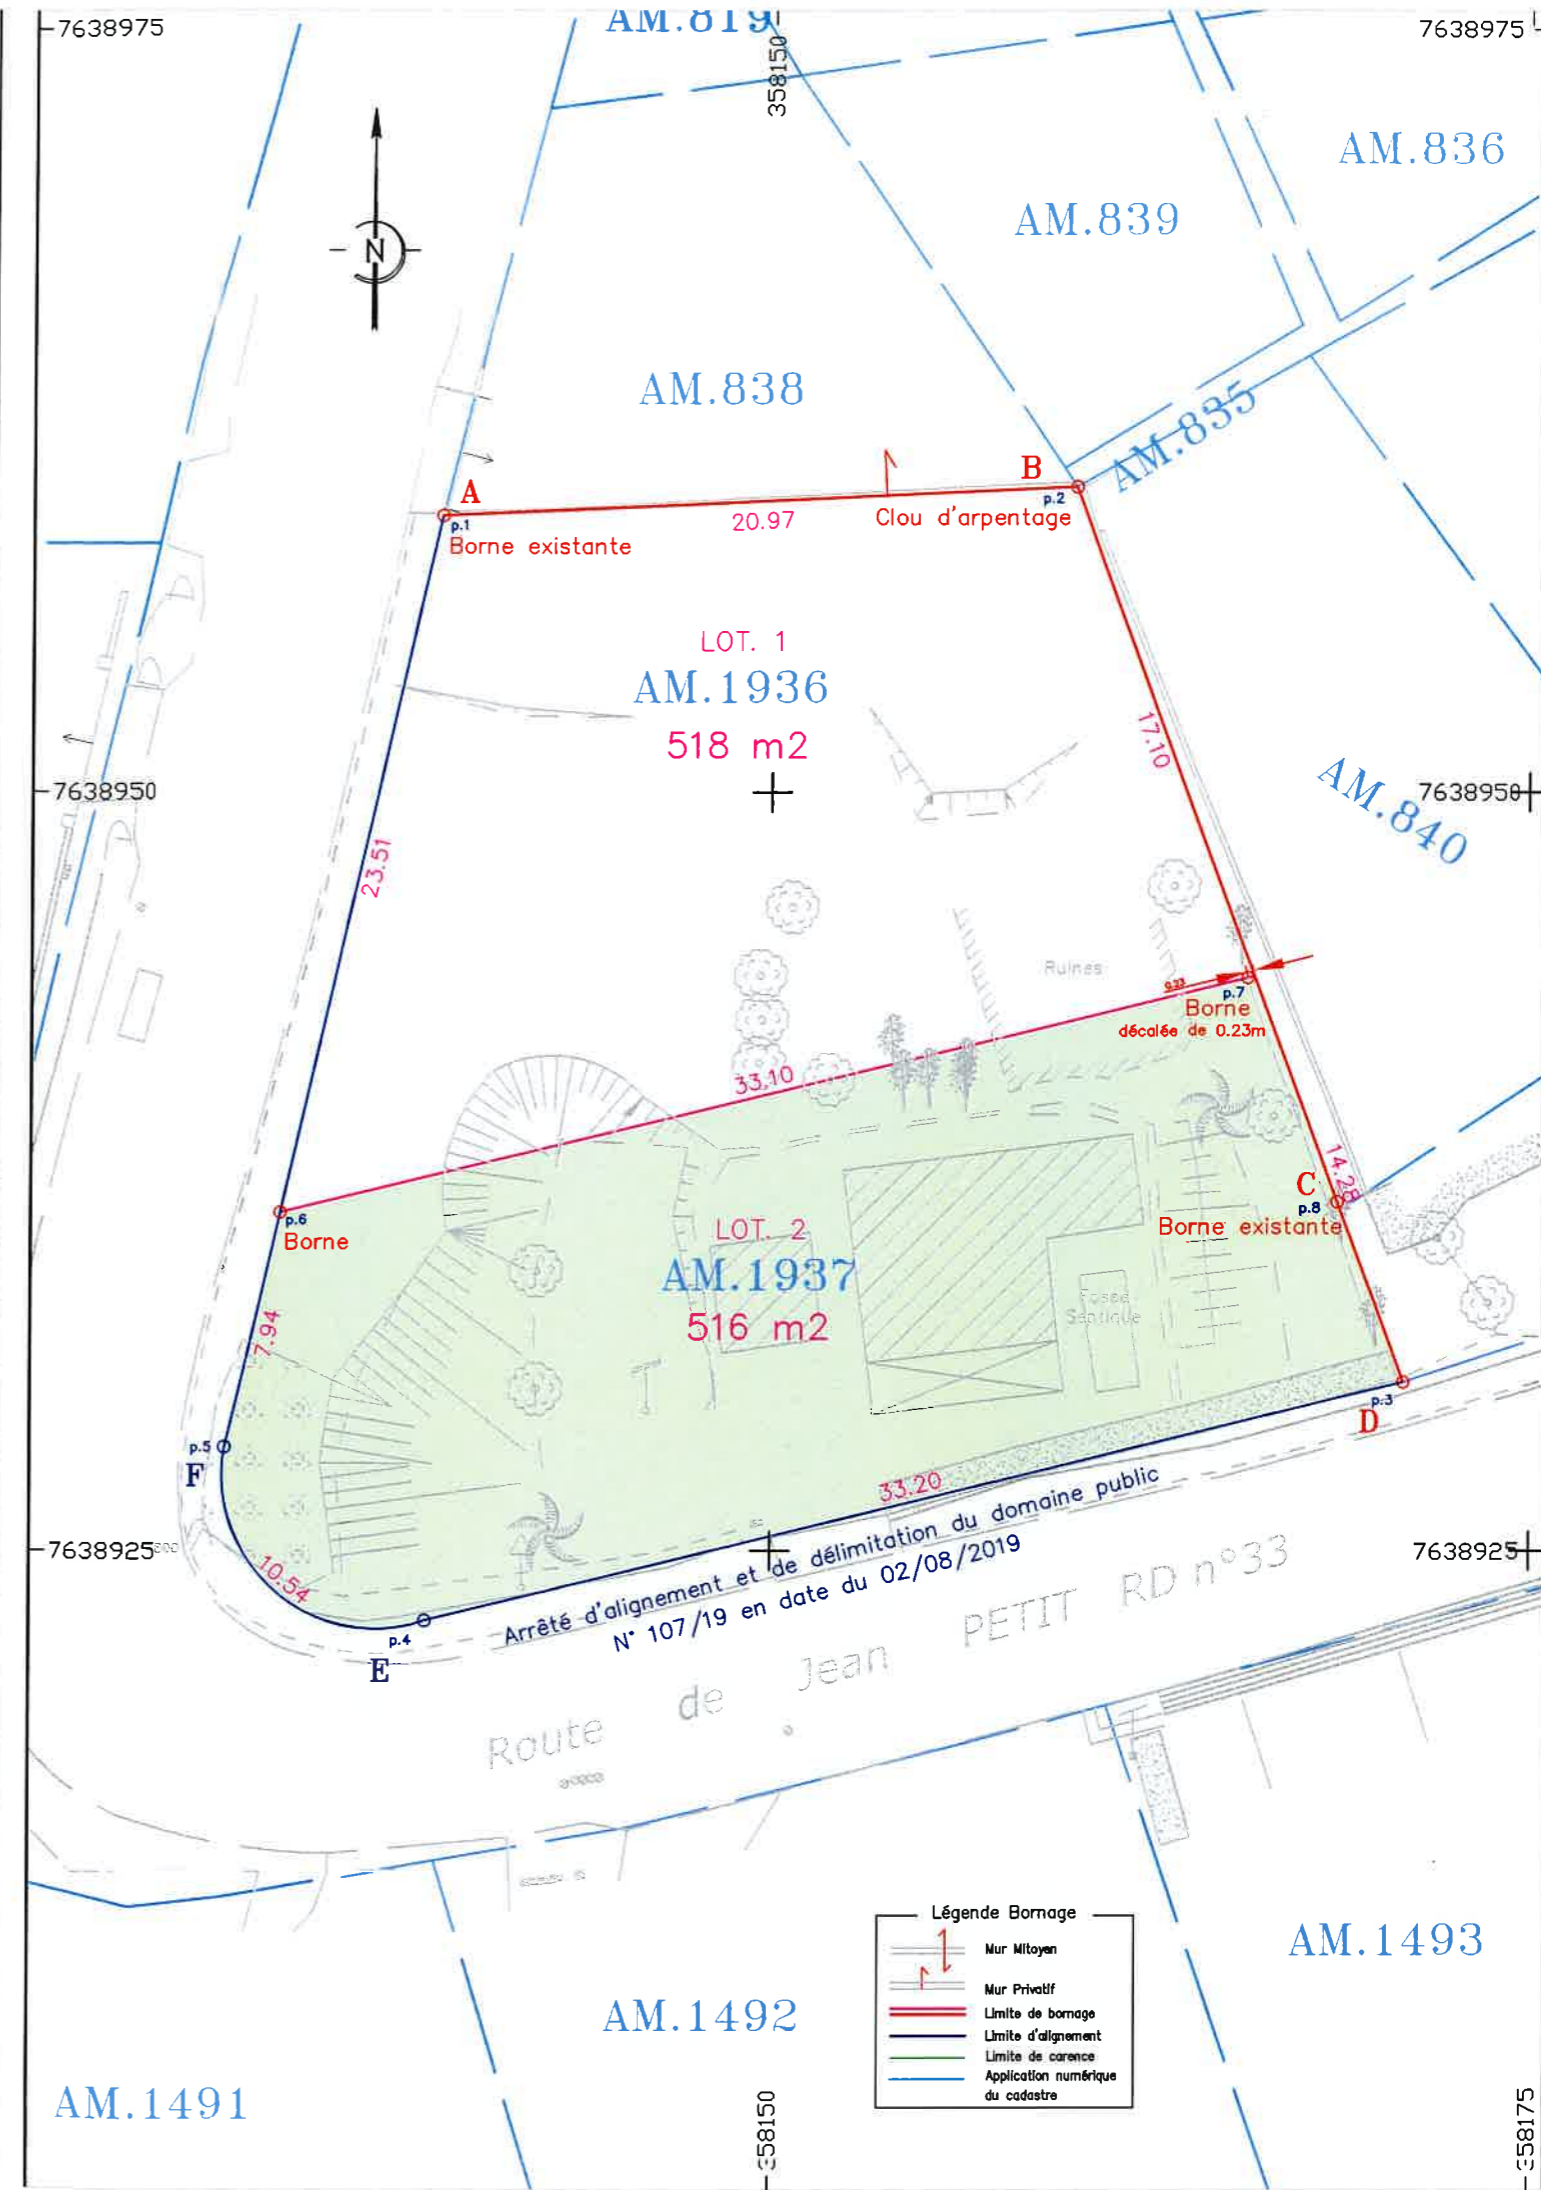 AM.819
7638975
358150
7638975
AM.836
AM.839
N
AM.838
AM.835
A
B
p.1
p.2
20.97
Clou d'arpentage
Borne existante
LOT. 1
AM.1936
518 m2
17.10
7638950
7638950
AM.840
23.51
Ruines
0.23
p.7
Borne
décalée de 0.23m
33.10
14.28
C
p.8
Borne existante
p.6
Borne
LOT. 2
AM.1937
516 m2
Fosse
Septique
7.94
p.3
D
p.5
F
33.20
7638925
7638925
10.54
Arrêté d'alignement et de délimitation du domaine public
N° 107/19 en date du 02/08/2019
p.4
E
Route de Jean PETIT RD n°33
Légende Bornage
Mur Mitoyen
Mur Privatif
Limite de bornage
Limite d'alignement
Limite de carence
Application numérique
du cadastre
AM.1493
AM.1492
AM.1491
358150
358175